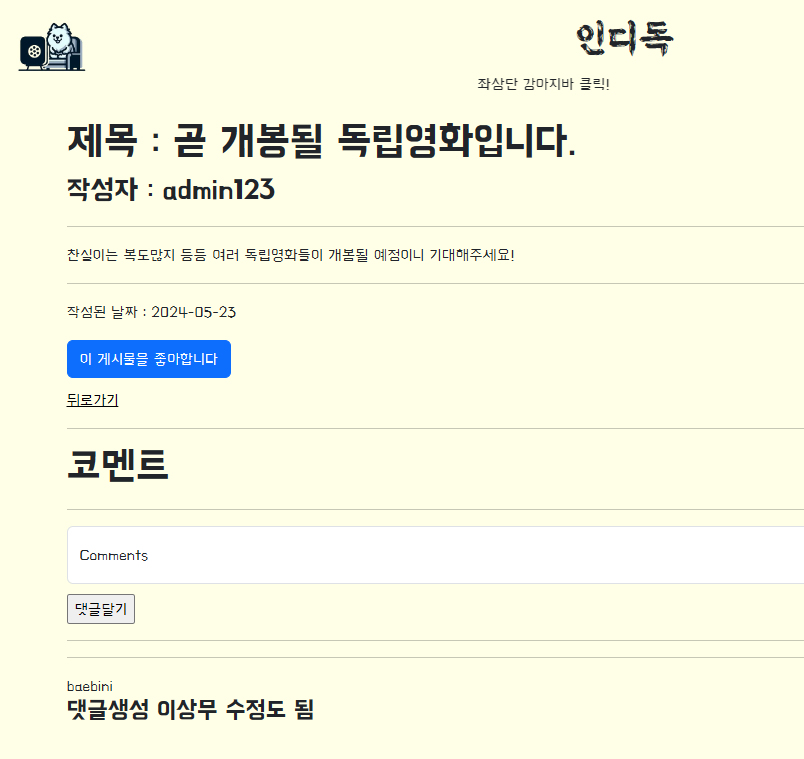 인디독
좌상단 강아지바 클릭!
제목 : 곧 개봉될 독립영화입니다.
작성자 : admin123
찬실이는 복도많지 등등 여러 독립영화들이 개봄될 예정이니 기대해주세요!
작성된 날짜 : 2024-05-23
이 게시물을 좋아합니다
뒤로가기
코멘트
Comments
댓글달기
baebini
댓글생성 이상무 수정도 됨